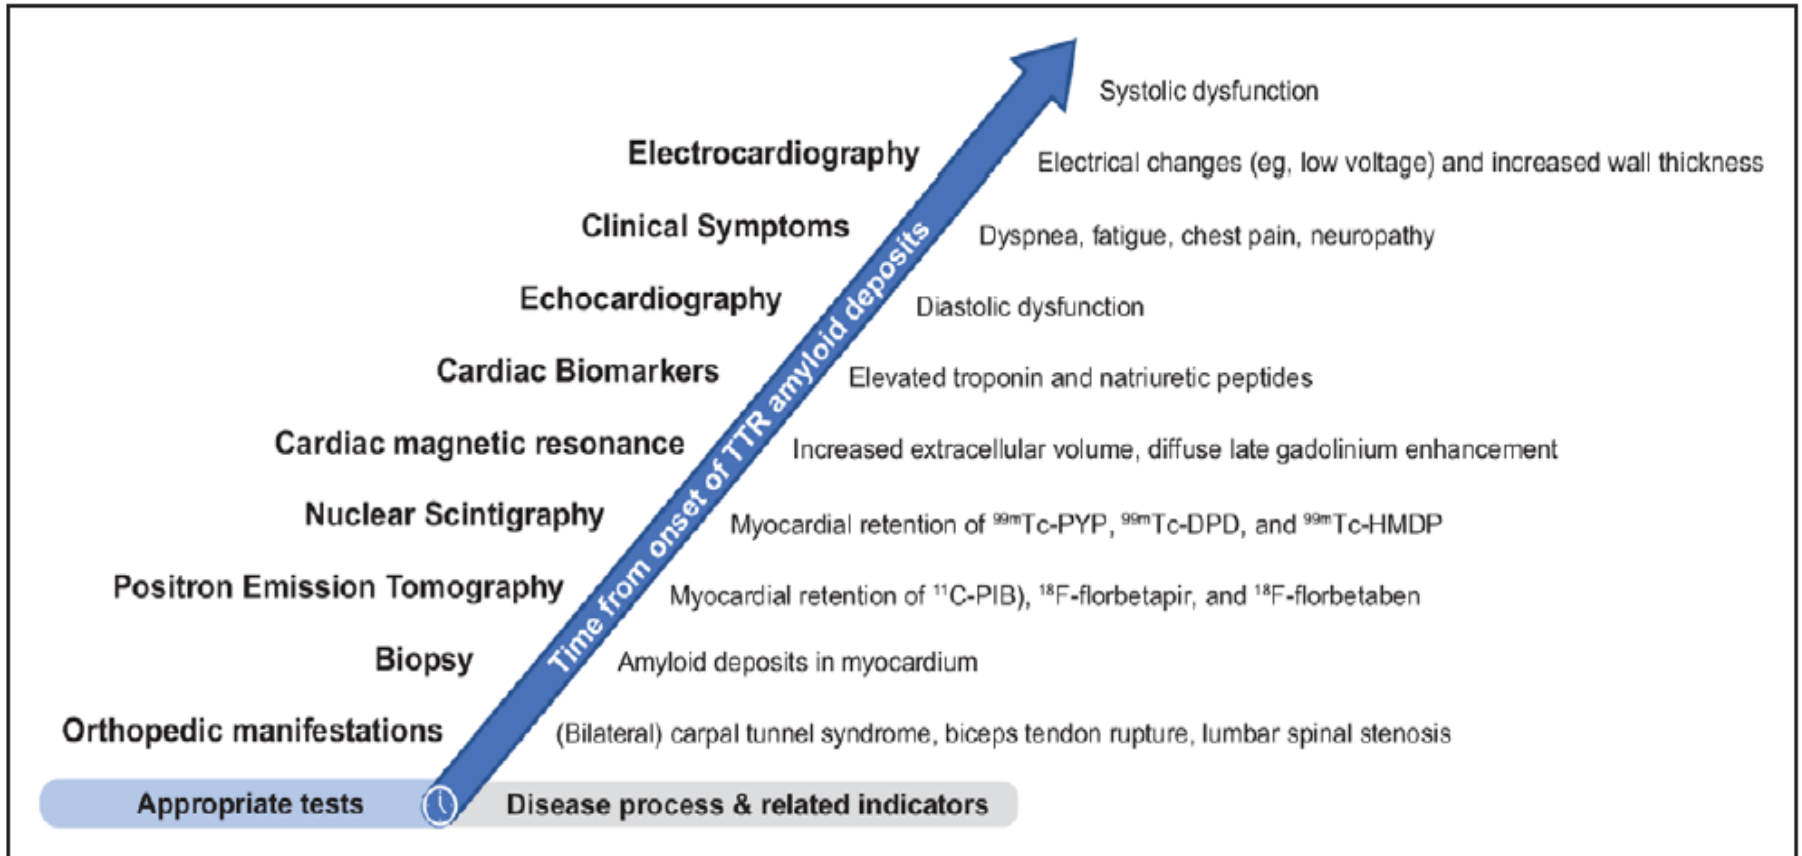 Systolic dysfunction
Electrocardiography
Electrical changes (eg, low voltage) and increased wall thickness
Clinical Symptoms
Dyspnea, fatigue, chest pain, neuropathy
Echocardiography
Diastolic dysfunction
Cardiac Biomarkers
Elevated troponin and natriuretic peptides
Cardiac magnetic resonance
Increased extracellular volume, diffuse late gadolinium enhancement
Nuclear Scintigraphy
Myocardial retention of ⁹⁹ᵐTc-PYP, ⁹⁹ᵐTc-DPD, and ⁹⁹ᵐTc-HMDP
Positron Emission Tomography
Myocardial retention of ¹¹C-PIB), ¹⁸F-florbetapir, and ¹⁸F-florbetaben
Biopsy
Amyloid deposits in myocardium
Orthopedic manifestations
(Bilateral) carpal tunnel syndrome, biceps tendon rupture, lumbar spinal stenosis
Time from onset of TTR amyloid deposits
Appropriate tests
Disease process & related indicators